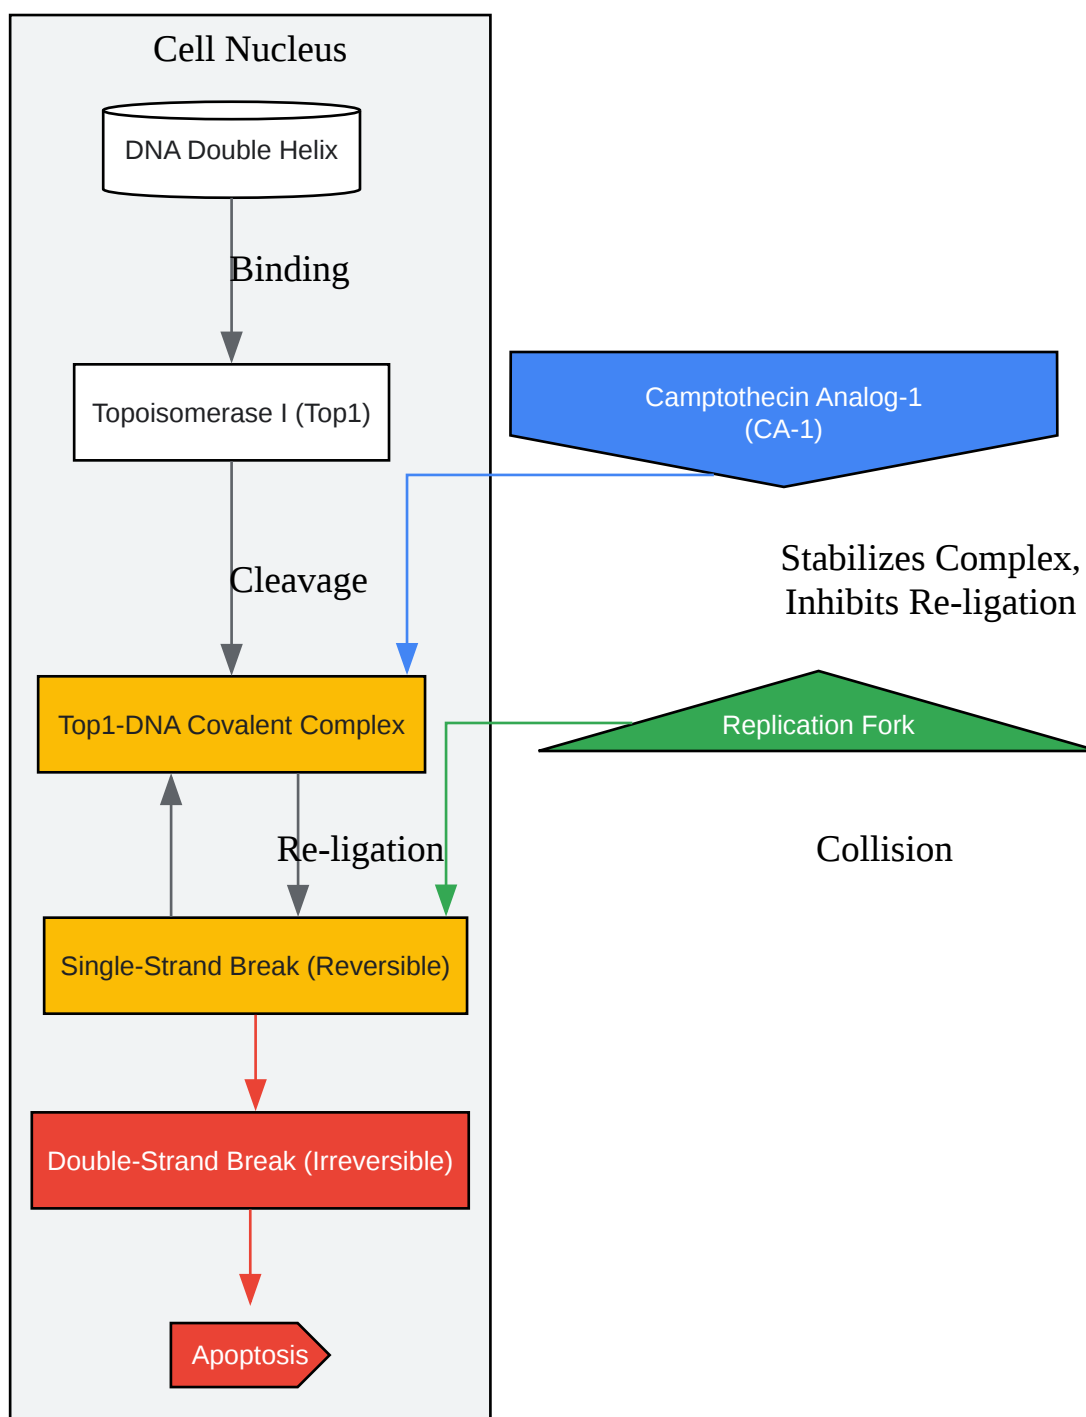 Cell Nucleus
DNA Double Helix
Binding
Topoisomerase I (Top1)
Camptothecin Analog-1
(CA-1)
Cleavage
Stabilizes Complex,
Inhibits Re-ligation
Top1-DNA Covalent Complex
Replication Fork
Re-ligation
Collision
Single-Strand Break (Reversible)
Double-Strand Break (Irreversible)
Apoptosis